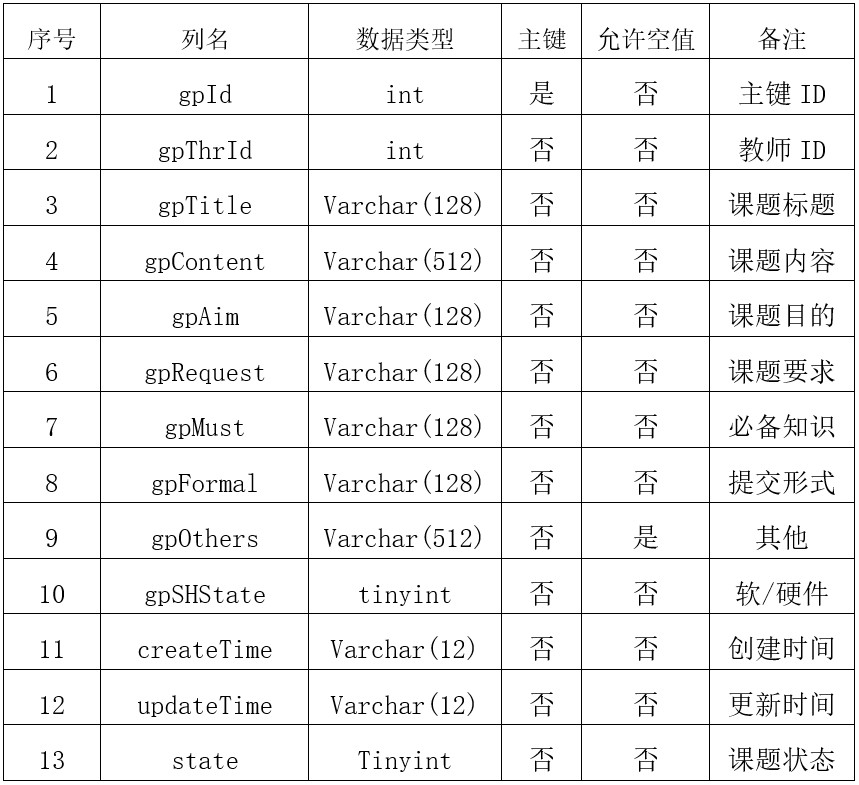 序号 列名 数据类型 主键 允许空值 备注
1 gpId int 是 否 主键 ID
2 gpThrId int 否 否 教师 ID
3 gpTitle Varchar(128) 否 否 课题标题
4 gpContent Varchar(512) 否 否 课题内容
5 gpAim Varchar(128) 否 否 课题目的
6 gpRequest Varchar(128) 否 否 课题要求
7 gpMust Varchar(128) 否 否 必备知识
8 gpFormal Varchar(128) 否 否 提交形式
9 gpOthers Varchar(512) 否 是 其他
10 gpSHState tinyint 否 否 软/硬件
11 createTime Varchar(12) 否 否 创建时间
12 updateTime Varchar(12) 否 否 更新时间
13 state Tinyint 否 否 课题状态